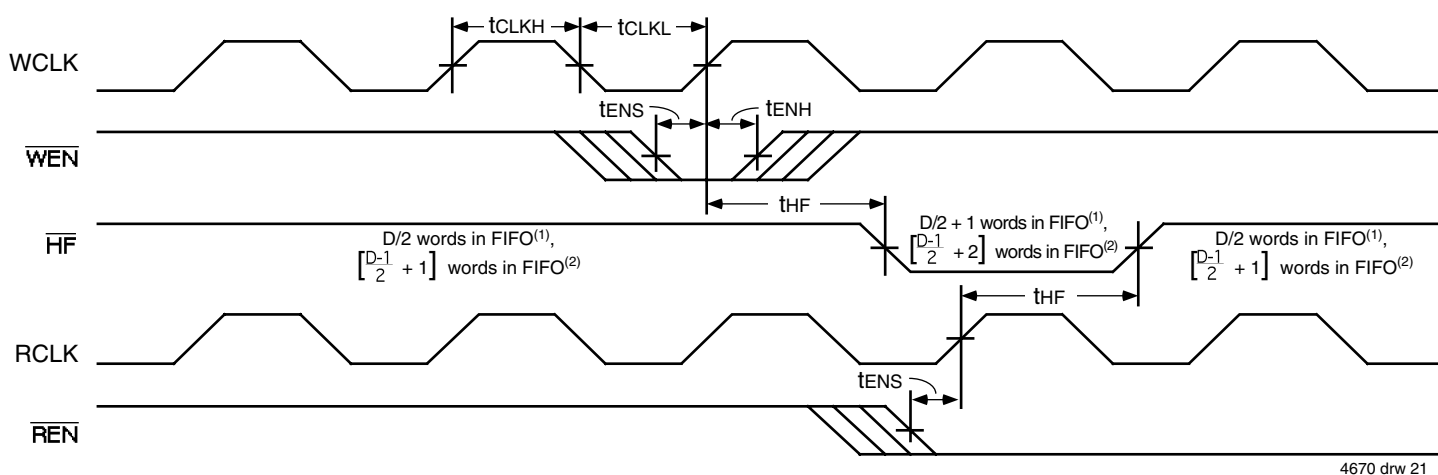 tCLKH tCLKL
WCLK
tENS tENH
WEN
tHF
HF
D/2 words in FIFO(1),
[D-1/2 + 1] words in FIFO(2)
D/2 + 1 words in FIFO(1),
[D-1/2 + 2] words in FIFO(2)
D/2 words in FIFO(1),
[D-1/2 + 1] words in FIFO(2)
tHF
RCLK
tENS
REN
4670 drw 21